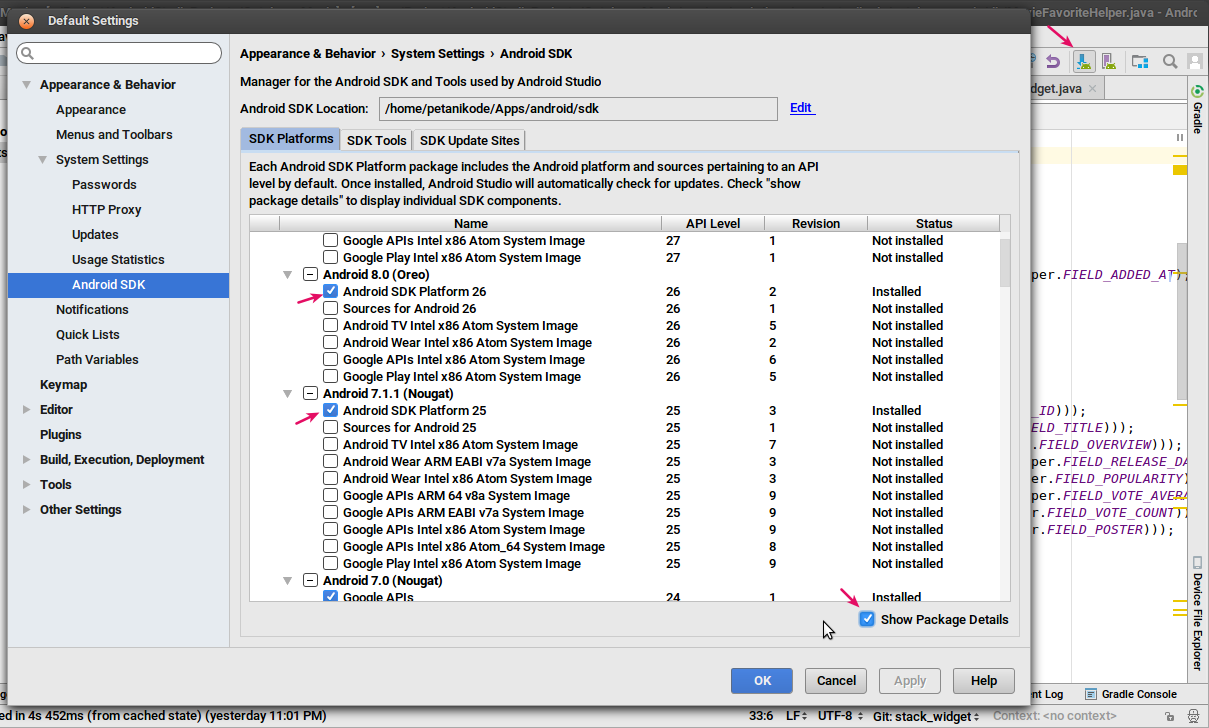 Default Settings
ieFavoriteHelper.java - Andro
Appearance & Behavior
Appearance
Menus and Toolbars
System Settings
Passwords
HTTP Proxy
Updates
Usage Statistics
Android SDK
Notifications
Quick Lists
Path Variables
Keymap
Editor
Plugins
Build, Execution, Deployment
Tools
Other Settings
Appearance & Behavior › System Settings › Android SDK
Manager for the Android SDK and Tools used by Android Studio
Android SDK Location: /home/petanikode/Apps/android/sdk Edit
SDK Platforms SDK Tools SDK Update Sites
Each Android SDK Platform package includes the Android platform and sources pertaining to an API
level by default. Once installed, Android Studio will automatically check for updates. Check "show
package details" to display individual SDK components.
Name API Level Revision Status
Google APIs Intel x86 Atom System Image 27 1 Not installed
Google Play Intel x86 Atom System Image 27 1 Not installed
Android 8.0 (Oreo)
Android SDK Platform 26 26 2 Installed
Sources for Android 26 26 1 Not installed
Android TV Intel x86 Atom System Image 26 5 Not installed
Android Wear Intel x86 Atom System Image 26 2 Not installed
Google APIs Intel x86 Atom System Image 26 6 Not installed
Google Play Intel x86 Atom System Image 26 5 Not installed
Android 7.1.1 (Nougat)
Android SDK Platform 25 25 3 Installed
Sources for Android 25 25 1 Not installed
Android TV Intel x86 Atom System Image 25 7 Not installed
Android Wear ARM EABI v7a System Image 25 3 Not installed
Android Wear Intel x86 Atom System Image 25 3 Not installed
Google APIs ARM 64 v8a System Image 25 9 Not installed
Google APIs ARM EABI v7a System Image 25 9 Not installed
Google APIs Intel x86 Atom System Image 25 9 Not installed
Google APIs Intel x86 Atom_64 System Image 25 8 Not installed
Google Play Intel x86 Atom System Image 25 9 Not installed
Android 7.0 (Nougat)
Google APIs 24 1 Installed
Show Package Details
OK Cancel Apply Help
dget.java
Gradle
per.FIELD_ADDED_AT);
_ID)));
ELD_TITLE)));
.FIELD_OVERVIEW)));
per.FIELD_RELEASE_DA
r.FIELD_POPULARITY)
per.FIELD_VOTE_AVERA
r.FIELD_VOTE_COUNT))
r.FIELD_POSTER)));
Device File Explorer
nt Log Gradle Console
ed in 4s 452ms (from cached state) (yesterday 11:01 PM) 33:6 LF÷ UTF-8 ÷ Git: stack_widget÷ Context: <no context>